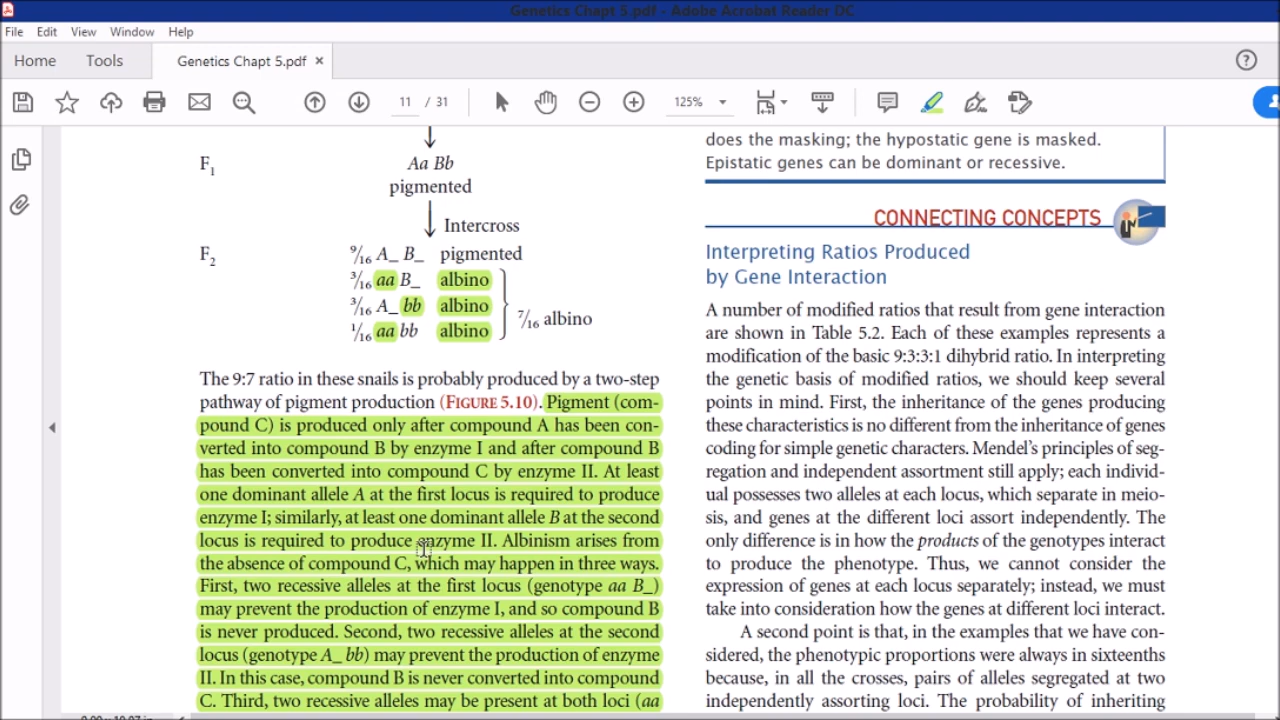 Genetics Chapt 5.pdf - Adobe Acrobat Reader DC
File Edit View Window Help
Home Tools Genetics Chapt 5.pdf ×
11 / 31 125%
F1 Aa Bb
pigmented
Intercross
F2 9/16 A_ B_ pigmented
3/16 aa B_ albino
3/16 A_ bb albino
1/16 aa bb albino
7/16 albino
The 9:7 ratio in these snails is probably produced by a two-step
pathway of pigment production (FIGURE 5.10). Pigment (com-
pound C) is produced only after compound A has been con-
verted into compound B by enzyme I and after compound B
has been converted into compound C by enzyme II. At least
one dominant allele A at the first locus is required to produce
enzyme I; similarly, at least one dominant allele B at the second
locus is required to produce enzyme II. Albinism arises from
the absence of compound C, which may happen in three ways.
First, two recessive alleles at the first locus (genotype aa B_)
may prevent the production of enzyme I, and so compound B
is never produced. Second, two recessive alleles at the second
locus (genotype A_ bb) may prevent the production of enzyme
II. In this case, compound B is never converted into compound
C. Third, two recessive alleles may be present at both loci (aa
does the masking; the hypostatic gene is masked.
Epistatic genes can be dominant or recessive.
CONNECTING CONCEPTS
Interpreting Ratios Produced
by Gene Interaction
A number of modified ratios that result from gene interaction
are shown in Table 5.2. Each of these examples represents a
modification of the basic 9:3:3:1 dihybrid ratio. In interpreting
the genetic basis of modified ratios, we should keep several
points in mind. First, the inheritance of the genes producing
these characteristics is no different from the inheritance of genes
coding for simple genetic characters. Mendel's principles of seg-
regation and independent assortment still apply; each individ-
ual possesses two alleles at each locus, which separate in meio-
sis, and genes at the different loci assort independently. The
only difference is in how the products of the genotypes interact
to produce the phenotype. Thus, we cannot consider the
expression of genes at each locus separately; instead, we must
take into consideration how the genes at different loci interact.
A second point is that, in the examples that we have con-
sidered, the phenotypic proportions were always in sixteenths
because, in all the crosses, pairs of alleles segregated at two
independently assorting loci. The probability of inheriting